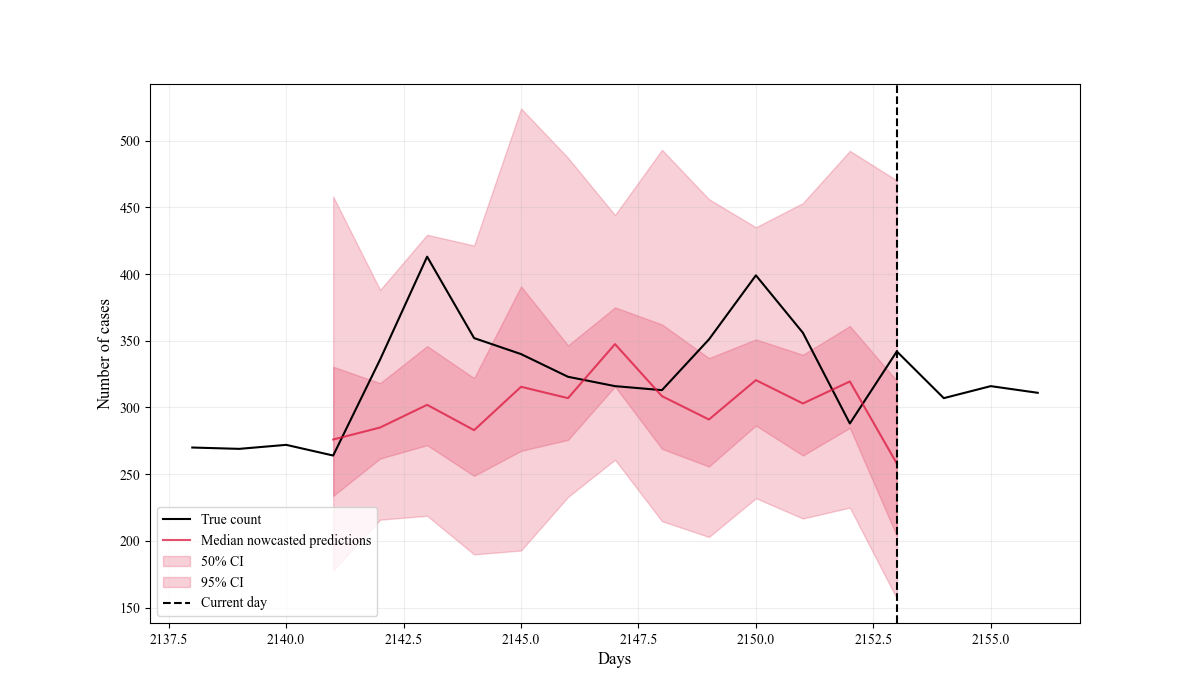 500
450
400
350
300
250
200
150
Number of cases
True count
Median nowcasted predictions
50% CI
95% CI
Current day
2137.5 2140.0 2142.5 2145.0 2147.5 2150.0 2152.5 2155.0
Days